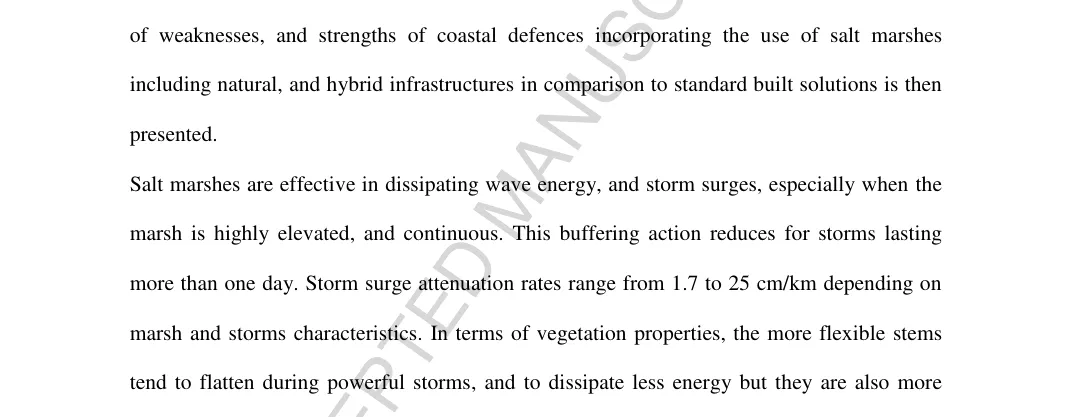 of weaknesses, and strengths of coastal defences incorporating the use of salt marshes
including natural, and hybrid infrastructures in comparison to standard built solutions is then
presented.
Salt marshes are effective in dissipating wave energy, and storm surges, especially when the
marsh is highly elevated, and continuous. This buffering action reduces for storms lasting
more than one day. Storm surge attenuation rates range from 1.7 to 25 cm/km depending on
marsh and storms characteristics. In terms of vegetation properties, the more flexible stems
tend to flatten during powerful storms, and to dissipate less energy but they are also more
EPTED MANUSC